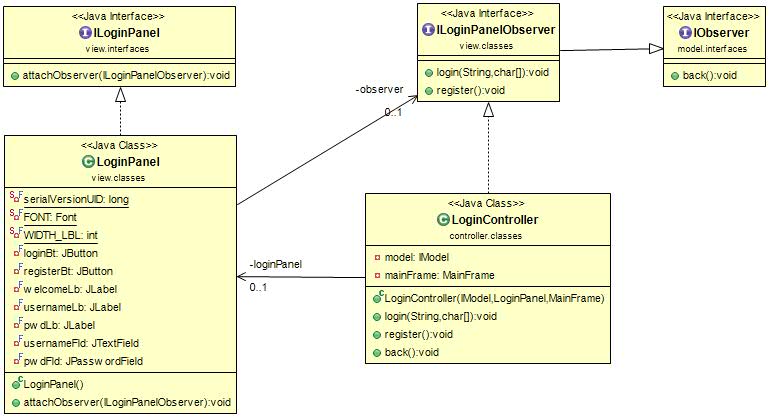 <<Java Interface>>
ILoginPanel
view.interfaces
attachObserver(ILoginPanelObserver):void
<<Java Interface>>
ILoginPanelObserver
view.classes
login(String,char[]):void
register():void
<<Java Interface>>
IObserver
model.interfaces
back():void
-observer
0..1
<<Java Class>>
LoginPanel
view.classes
serialVersionUID: long
FONT: Font
WIDTH_LBL: int
loginBt: JButton
registerBt: JButton
welcomeLb: JLabel
usernameLb: JLabel
pwdLb: JLabel
usernameFld: JTextField
pwdFld: JPasswordField
LoginPanel()
attachObserver(ILoginPanelObserver):void
-loginPanel
0..1
<<Java Class>>
LoginController
controller.classes
model: IModel
mainFrame: MainFrame
LoginController(IModel,LoginPanel,MainFrame)
login(String,char[]):void
register():void
back():void